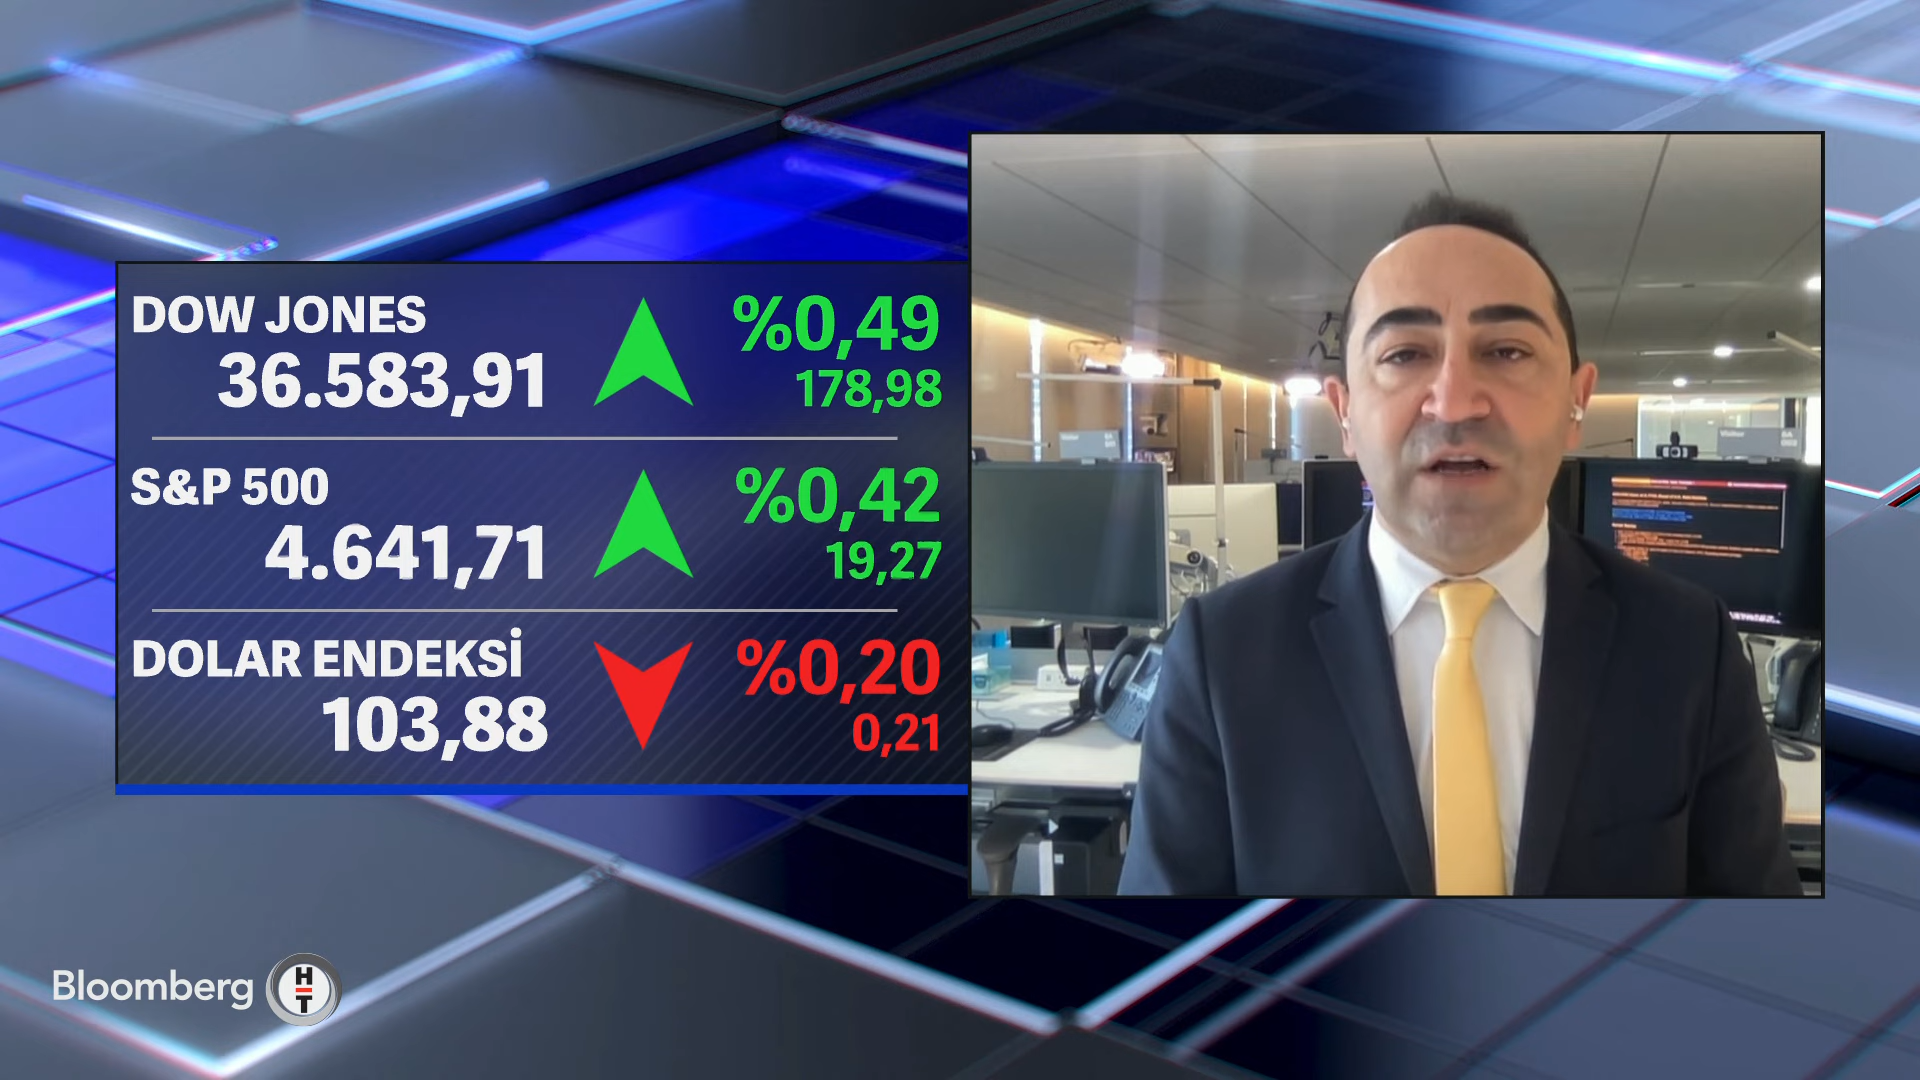 DOW JONES
36.583,91
%0,49
178,98
S&P 500
4.641,71
%0,42
19,27
DOLAR ENDEKSİ
103,88
%0,20
0,21
Bloomberg HT